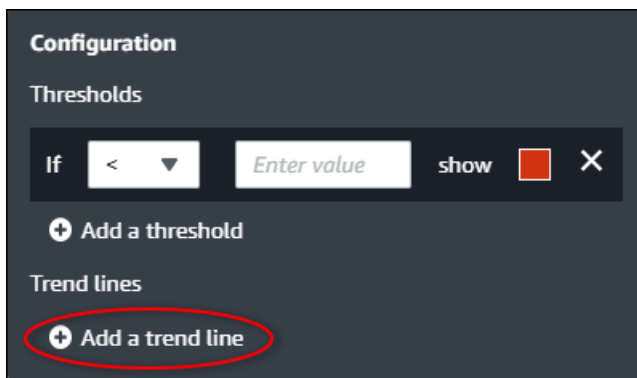 Configuration
Thresholds
If < Enter value show
Add a threshold
Trend lines
Add a trend line